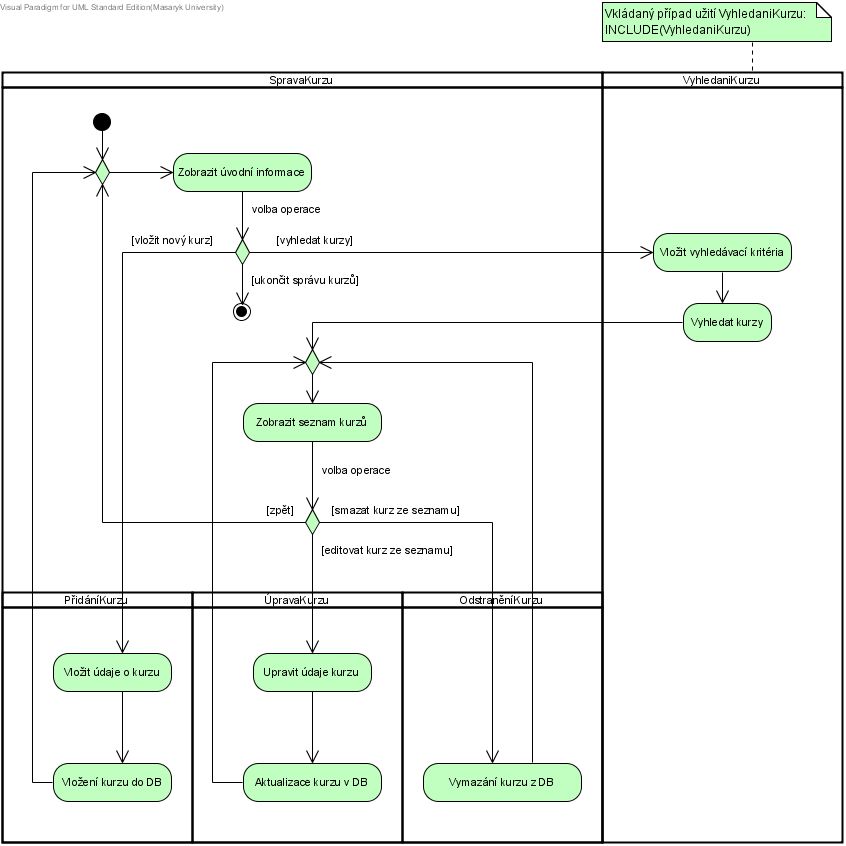 Visual Paradigm for UML Standard Edition(Masaryk University)
Vkládaný případ užití VyhledaniKurzu:
INCLUDE(VyhledaniKurzu)
SpravaKurzu
VyhledaniKurzu
Zobrazit úvodní informace
volba operace
[vložit nový kurz]
[vyhledat kurzy]
Vložit vyhledávací kritéria
[ukončit správu kurzů]
Vyhledat kurzy
Zobrazit seznam kurzů
volba operace
[zpět]
[smazat kurz ze seznamu]
[editovat kurz ze seznamu]
PřidáníKurzu
ÚpravaKurzu
OdstraněníKurzu
Vložit údaje o kurzu
Upravit údaje kurzu
Vložení kurzu do DB
Aktualizace kurzu v DB
Vymazání kurzu z DB